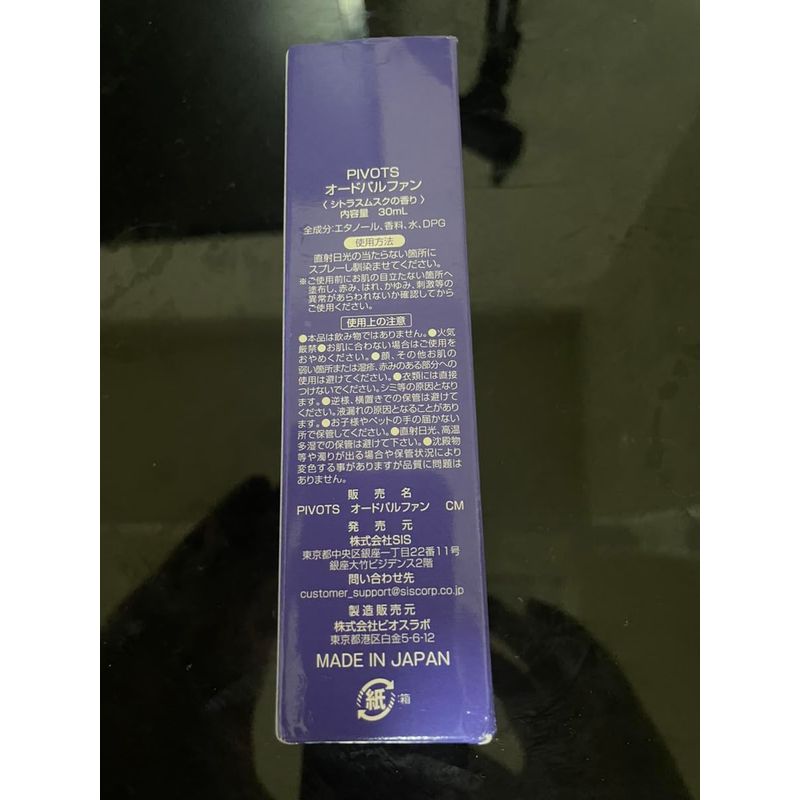 PIVOTS
オードパルファン
〈 シトラスムスクの香り 〉
内容量 30mL
全成分:エタノール、香料、水、DPG
使用方法
直射日光の当たらない箇所に
スプレーし馴染ませてください。
※ご使用前にお肌の目立たない箇所へ
塗布し、赤み、はれ、かゆみ、刺激等の
異常があらわれないか確認してから
ご使用ください。
使用上の注意
●本品は飲み物ではありません。●火気
厳禁●お肌に合わない場合はご使用を
おやめください。●顔、その他お肌の
弱い箇所または湿疹、赤みのある部分への
使用は避けてください。●衣類には直接
つけないでください。シミ等の原因となり
ます。●逆様、横置きでの保管は避けて
ください。液漏れの原因となることがあり
ます。●お子様やペットの手の届かない
所で保管してください。●直射日光、高温
多湿での保管は避けて下さい。●沈殿物
等や濁りが出る場合や保管状況により
変色する事がありますが品質に問題は
ありません。
販 売 名
PIVOTS オードパルファン CM
発 売 元
株式会社SIS
東京都中央区銀座一丁目22番11号
銀座大竹ビジデンス2階
問い合わせ先
customer_support@siscorp.co.jp
製造販売元
株式会社ビオスラボ
東京都港区白金5-6-12
MADE IN JAPAN
紙 :箱